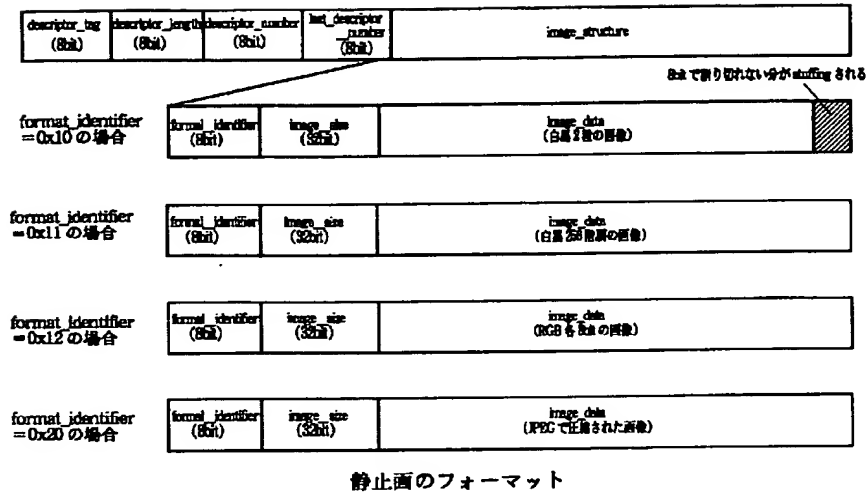 descriptor_tag
(8bit)
descriptor_length
(8bit)
descriptor_number
(8bit)
last_descriptor
_number
(8bit)
image_structure
8bit で割り切れない分が stuffing される
format_identifier
=0x10 の場合
format_identifier
(8bit)
image_size
(32bit)
image_data
(白黒2階の画像)
format_identifier
=0x11 の場合
format_identifier
(8bit)
image_size
(32bit)
image_data
(白黒 256 階調の画像)
format_identifier
=0x12 の場合
format_identifier
(8bit)
image_size
(32bit)
image_data
(RGB 各 8bit の画像)
format_identifier
=0x20 の場合
format_identifier
(8bit)
image_size
(32bit)
image_data
(JPEG で圧縮された画像)
静止画のフォーマット